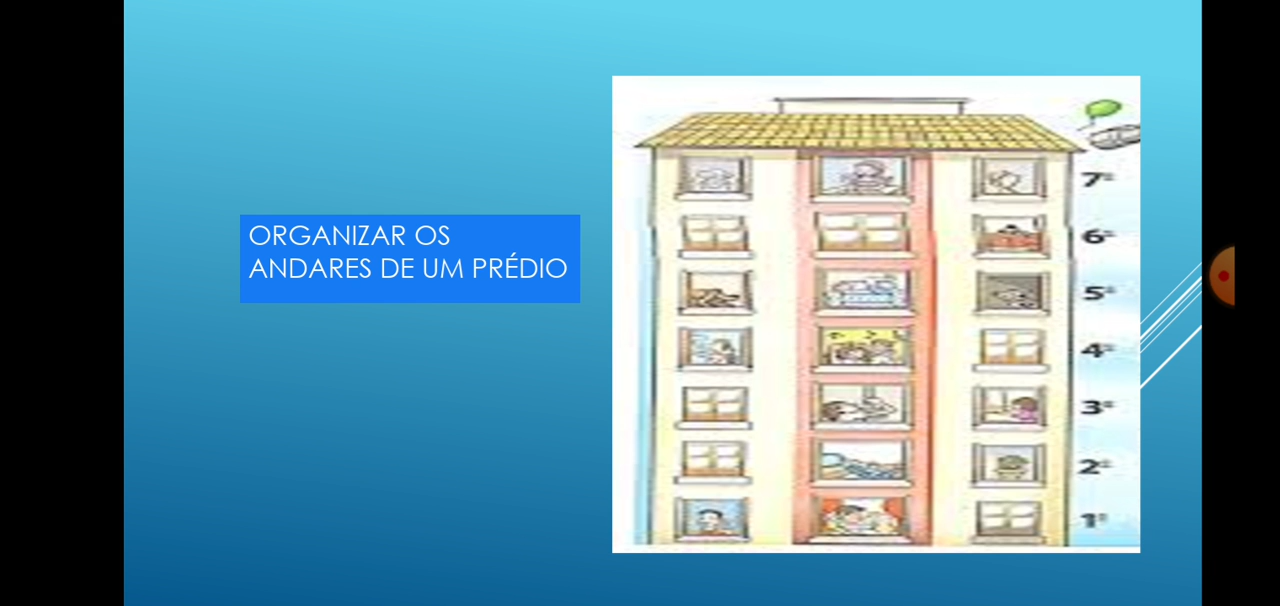 ORGANIZAR OS
ANDARES DE UM PRÉDIO
7º
6º
5º
4º
3º
2º
1º